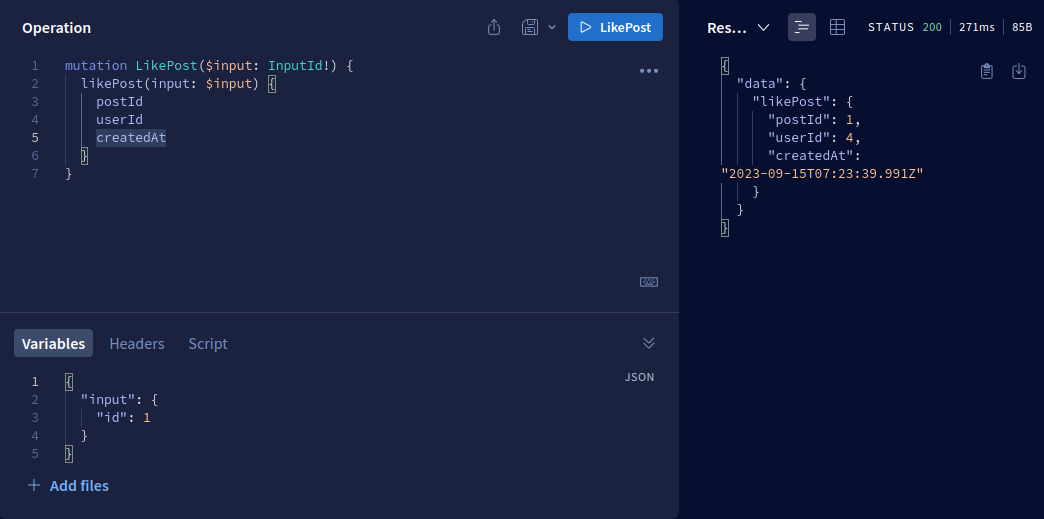 Operation
LikePost
1 mutation LikePost($input: InputId!) {
2 likePost(input: $input) {
3 postId
4 userId
5 createdAt
6 }
7 }
Variables Headers Script
JSON
1 {
2 "input": {
3 "id": 1
4 }
5 }
+ Add files
Res... STATUS 200 271ms 85B
{
"data": {
"likePost": {
"postId": 1,
"userId": 4,
"createdAt":
"2023-09-15T07:23:39.991Z"
}
}
}